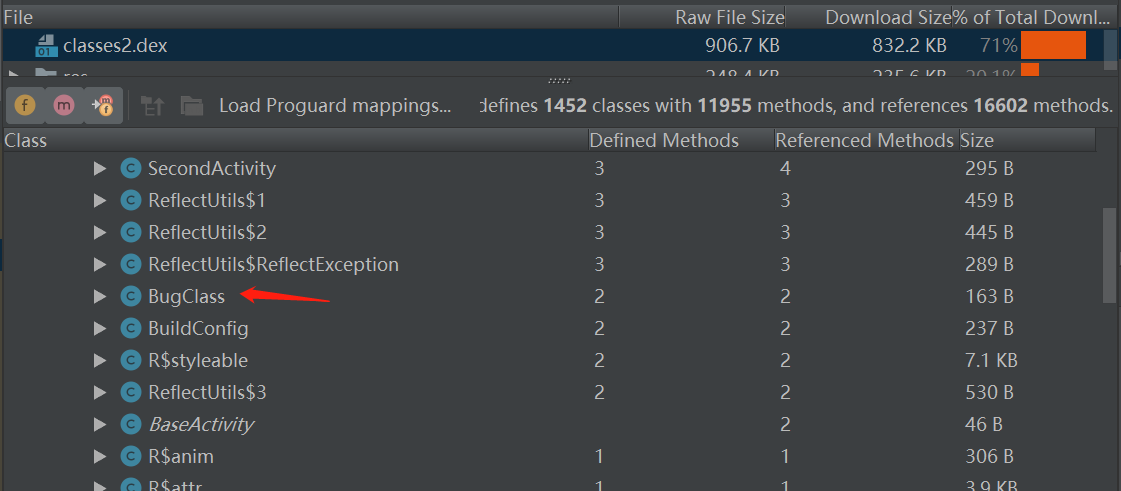 File Raw File Size Download Size % of Total Downl...
classes2.dex 906.7 KB 832.2 KB 71%
res 248.4 KB 235.6 KB 20.1%
Load Proguard mappings... defines 1452 classes with 11955 methods, and references 16602 methods.
Class Defined Methods Referenced Methods Size
SecondActivity 3 4 295 B
ReflectUtils$1 3 3 459 B
ReflectUtils$2 3 3 445 B
ReflectUtils$ReflectException 3 3 289 B
BugClass 2 2 163 B
BuildConfig 2 2 237 B
R$styleable 2 2 7.1 KB
ReflectUtils$3 2 2 530 B
BaseActivity 2 46 B
R$anim 1 1 306 B
R$attr 1 1 3.9 KB